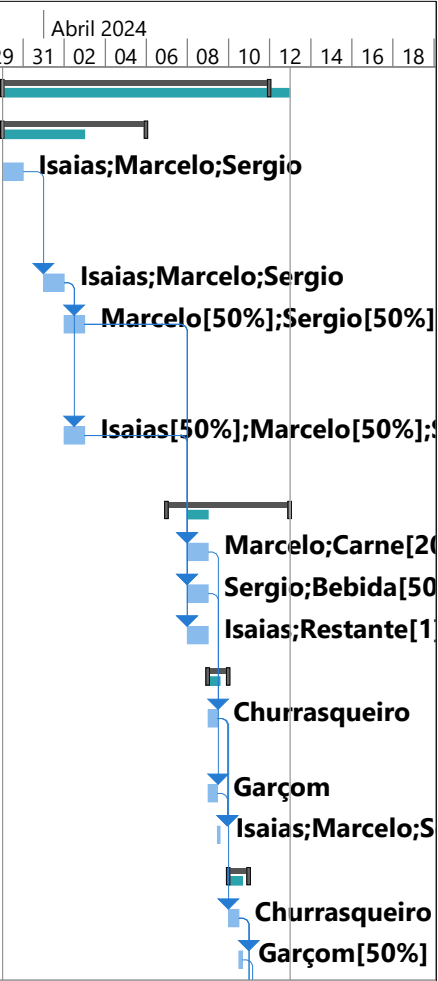 Abril 2024
29 31 02 04 06 08 10 12 14 16 18
Isaias;Marcelo;Sergio
Isaias;Marcelo;Sergio
Marcelo[50%];Sergio[50%]
Isaias[50%];Marcelo[50%];S
Marcelo;Carne[20
Sergio;Bebida[50
Isaias;Restante[1
Churrasqueiro
Garçom
Isaias;Marcelo;S
Churrasqueiro
Garçom[50%]